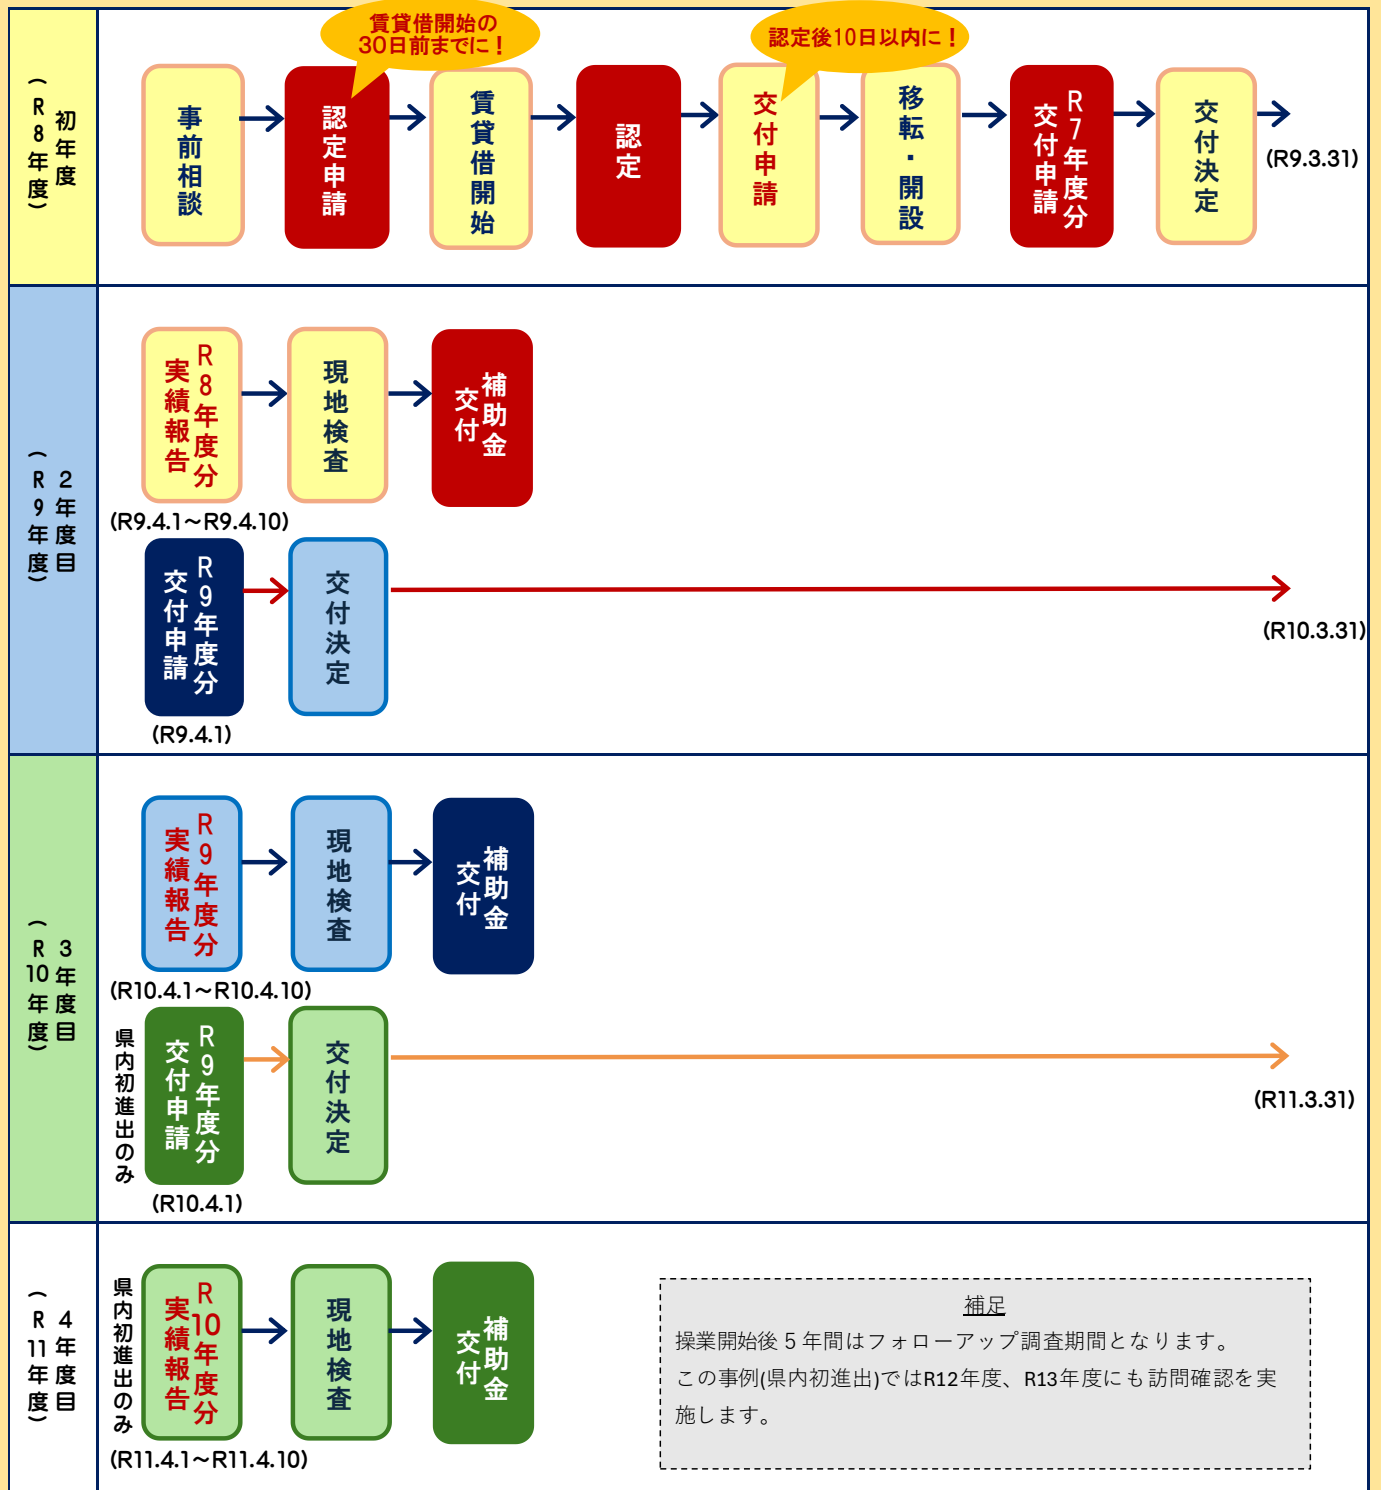 初年度
（R8年度）
賃貸借開始の
30日前までに！
認定後10日以内に！
事前相談
認定申請
賃貸借開始
認定
交付申請
移転・開設
R7年度分
交付申請
交付決定
(R9.3.31)
2年度目
（R9年度）
R8年度分
実績報告
現地検査
補助金
交付
(R9.4.1～R9.4.10)
R9年度分
交付申請
交付決定
(R10.3.31)
(R9.4.1)
3年度目
（R10年度）
R9年度分
実績報告
現地検査
補助金
交付
(R10.4.1～R10.4.10)
県内初進出のみ
R9年度分
交付申請
交付決定
(R11.3.31)
(R10.4.1)
4年度目
（R11年度）
県内初進出のみ
R10年度分
実績報告
現地検査
補助金
交付
(R11.4.1～R11.4.10)
補足
操業開始後５年間はフォローアップ調査期間となります。
この事例(県内初進出)ではR12年度、R13年度にも訪問確認を実
施します。